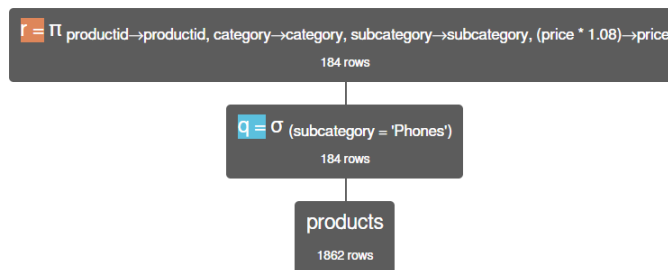 r = π productid→productid, category→category, subcategory→subcategory, (price * 1.08)→price
184 rows
q = σ (subcategory = 'Phones')
184 rows
products
1862 rows